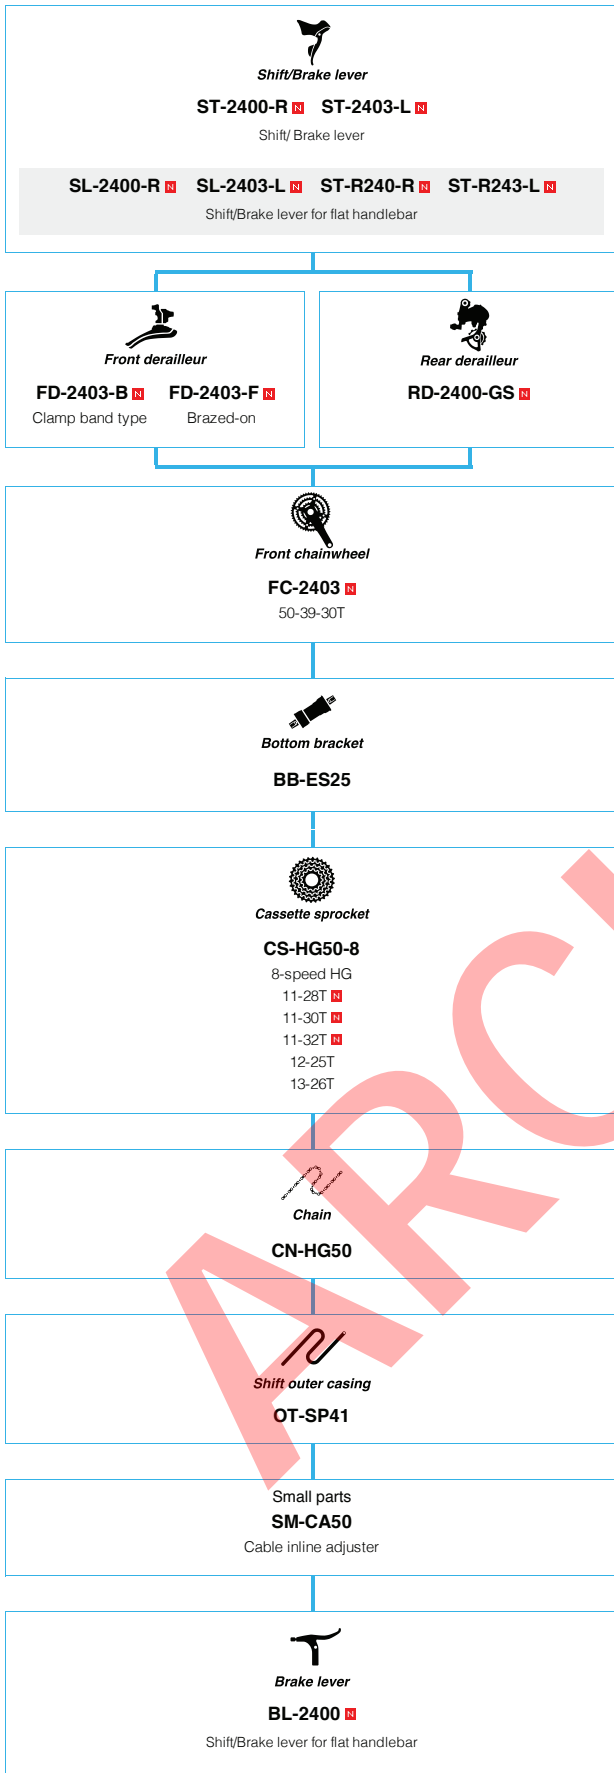 Shift/Brake lever
ST-2400-R N ST-2403-L N
Shift/ Brake lever
SL-2400-R N SL-2403-L N ST-R240-R N ST-R243-L N
Shift/Brake lever for flat handlebar
Front derailleur
FD-2403-B N FD-2403-F N
Clamp band type Brazed-on
Rear derailleur
RD-2400-GS N
Front chainwheel
FC-2403 N
50-39-30T
Bottom bracket
BB-ES25
Cassette sprocket
CS-HG50-8
8-speed HG
11-28T N
11-30T N
11-32T N
12-25T
13-26T
Chain
CN-HG50
Shift outer casing
OT-SP41
Small parts
SM-CA50
Cable inline adjuster
Brake lever
BL-2400 N
Shift/Brake lever for flat handlebar
ARC